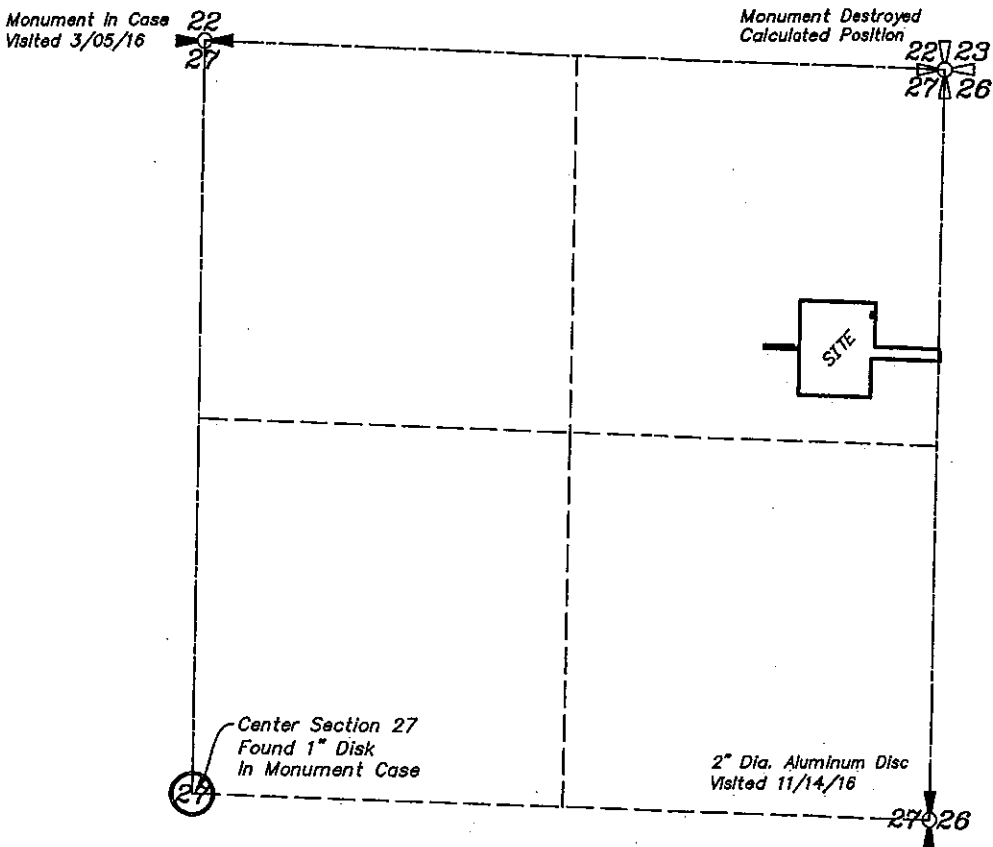 Monument In Case
Visited 3/05/16
22
27
Monument Destroyed
Calculated Position
22 23
27 26
SITE
Center Section 27
Found 1" Disk
In Monument Case
27
2" Dia. Aluminum Disc
Visited 11/14/16
27 26